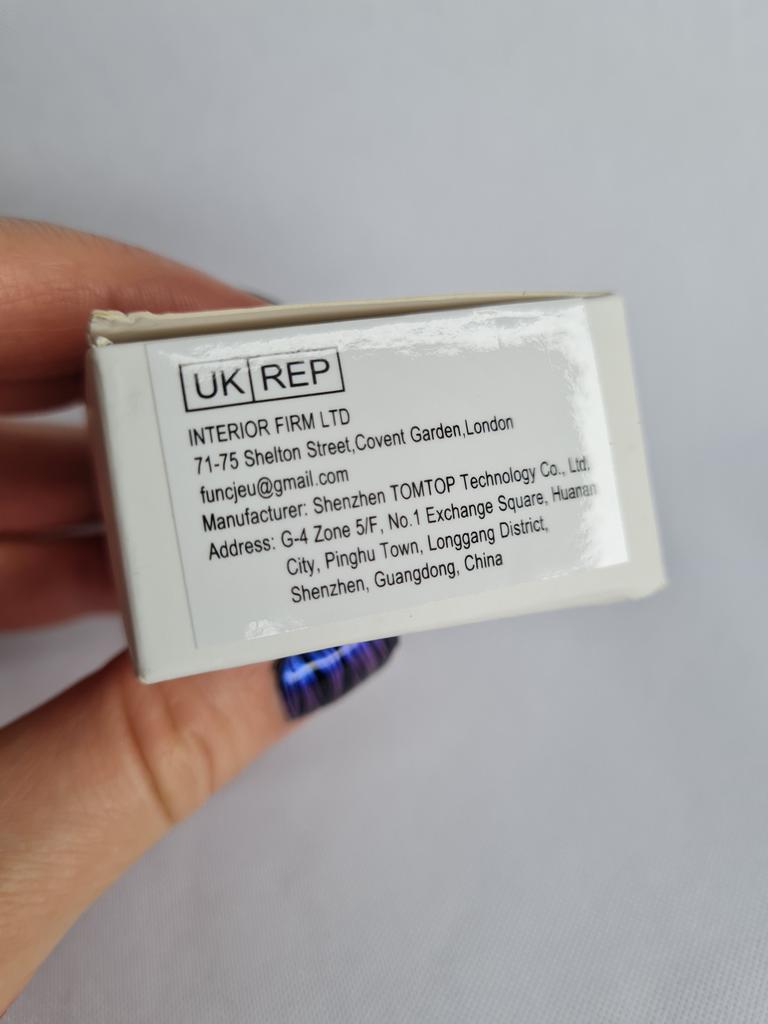 UK REP
INTERIOR FIRM LTD
71-75 Shelton Street,Covent Garden,London
funcjeu@gmail.com
Manufacturer: Shenzhen TOMTOP Technology Co., Ltd.
Address: G-4 Zone 5/F, No.1 Exchange Square, Huanan
City, Pinghu Town, Longgang District,
Shenzhen, Guangdong, China